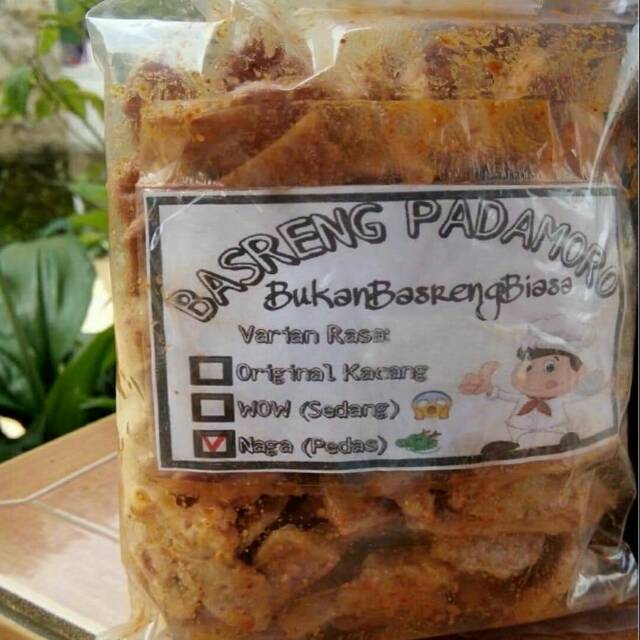 BASRENG PADAMORO
BukanBasrengBiasa
Varian Rasa:
Original Kacang
WOW (Sedang)
Naga (Pedas)